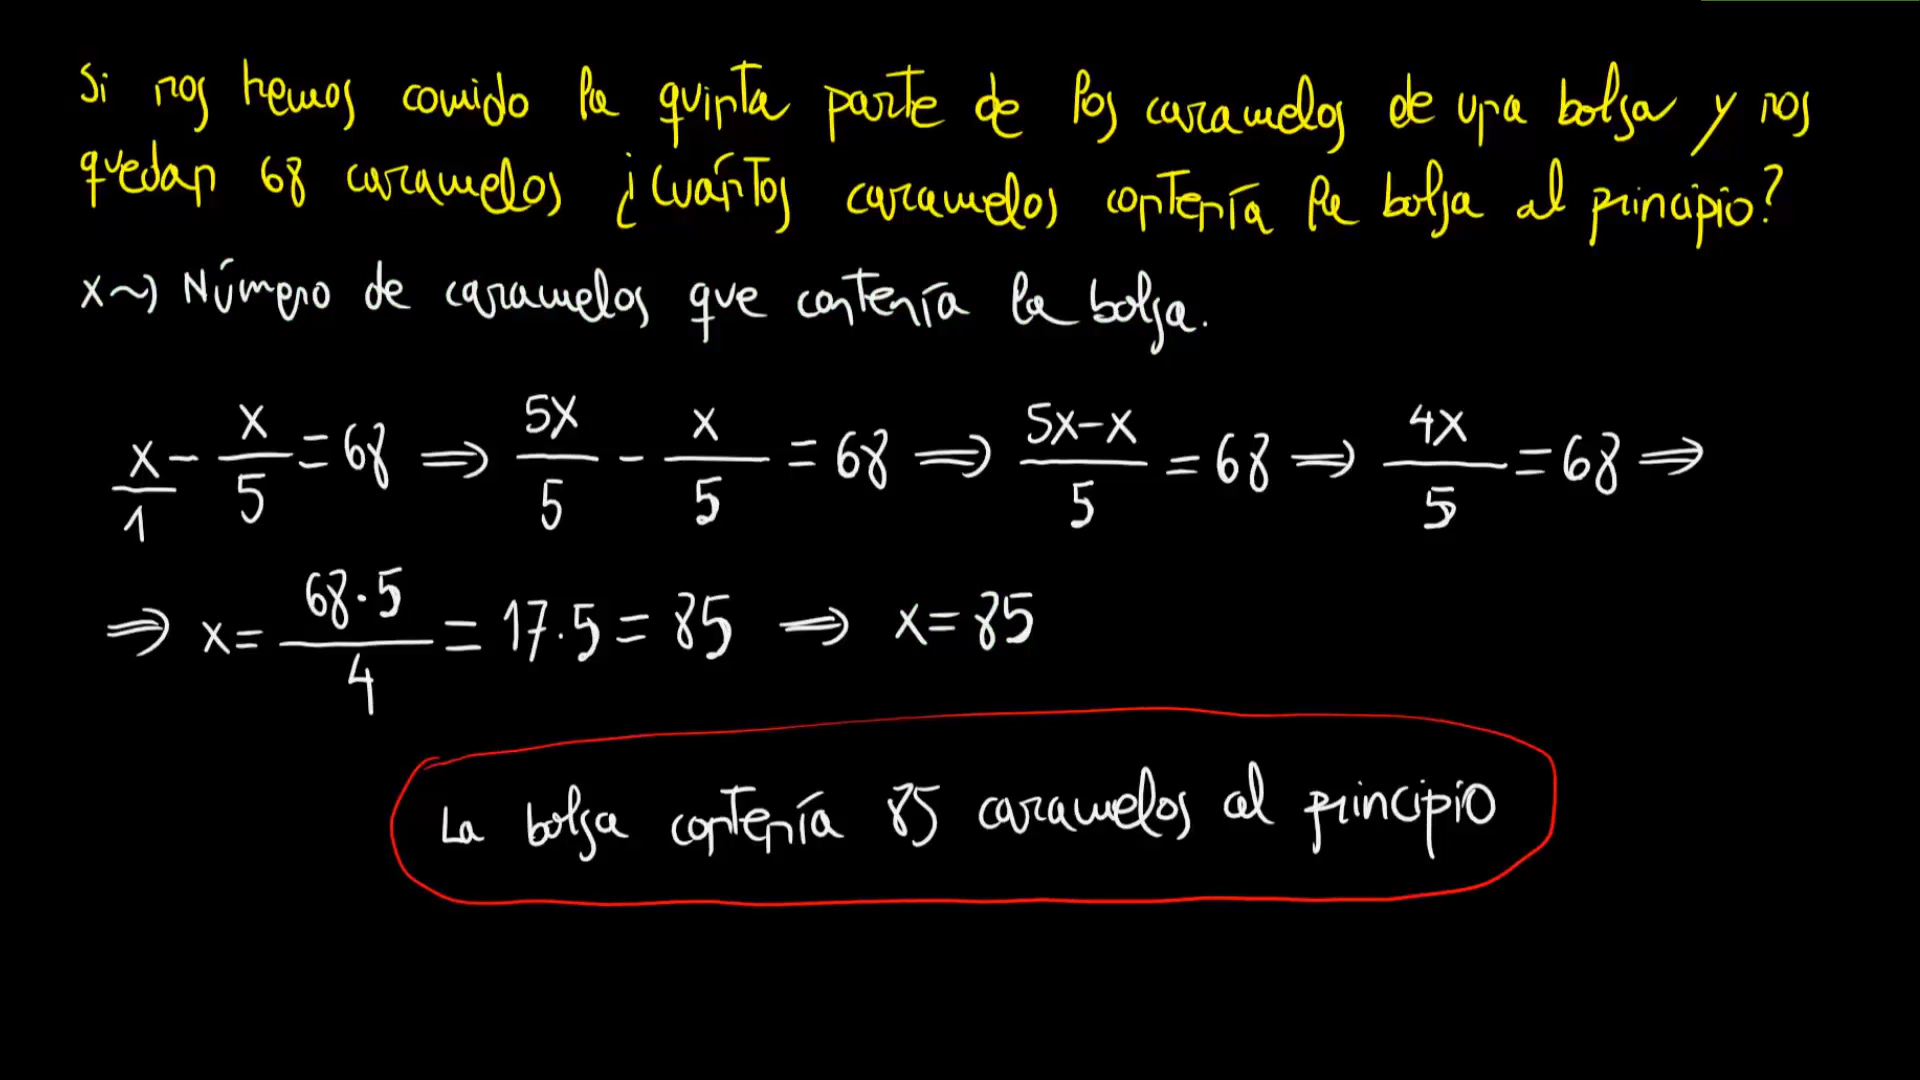 Si nos hemos comido la quinta parte de los caramelos de una bolsa y nos
quedan 68 caramelos ¿Cuántos caramelos contenía la bolsa al principio?
x ⤳ Número de caramelos que contenía la bolsa.
x/1 - x/5 = 68 ⇒ 5x/5 - x/5 = 68 ⇒ (5x-x)/5 = 68 ⇒ 4x/5 = 68 ⇒
⇒ x = (68·5)/4 = 17·5 = 85 ⇒ x = 85
La bolsa contenía 85 caramelos al principio